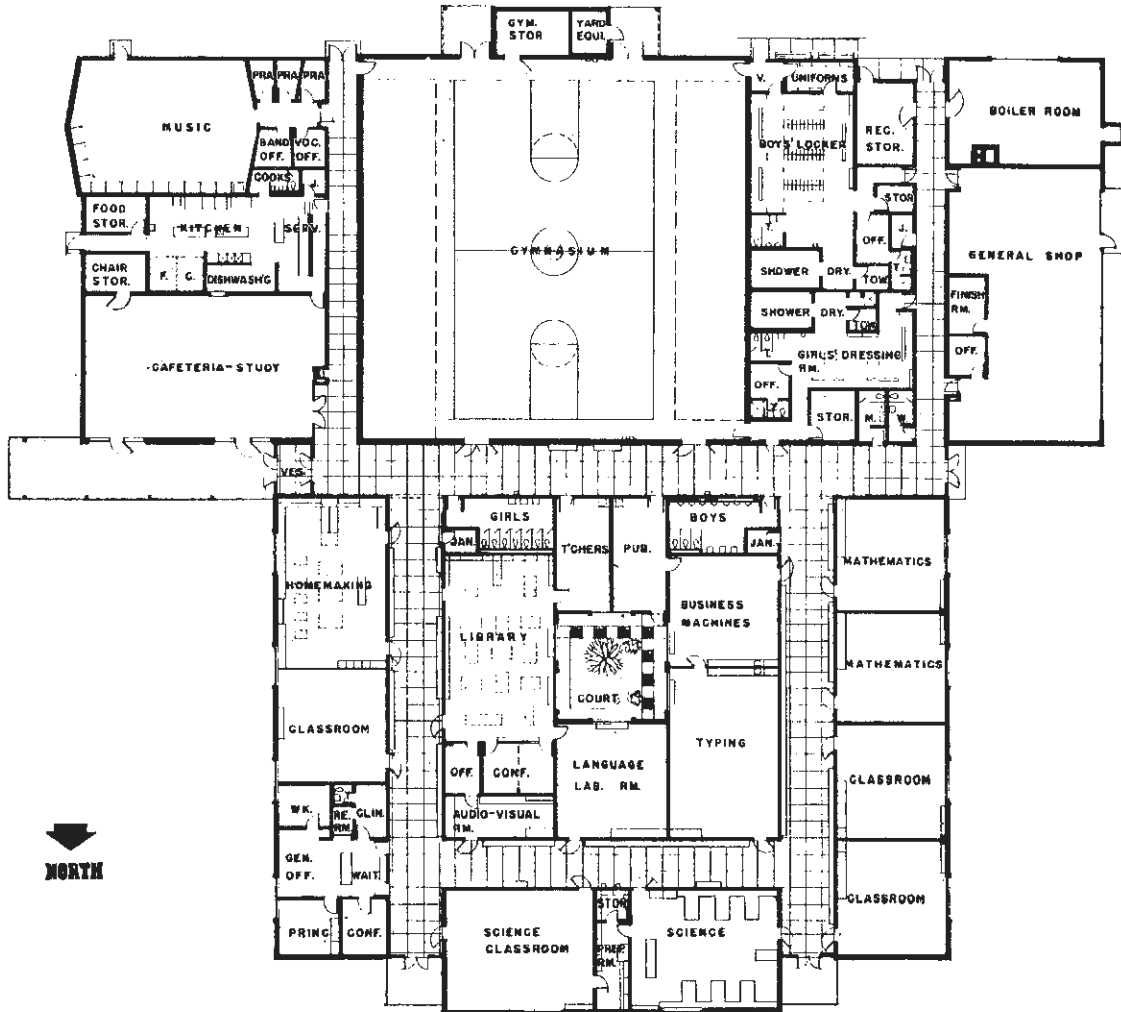 GYM. STOR
YARD EQUI.
PRA PRA PRA
MUSIC
BAND OFF.
VOC. OFF.
COOKS
J.
FOOD STOR.
KITCHEN
SERV.
CHAIR STOR.
F.
C.
DISHWASH'G
CAFETERIA-STUDY
VES.
GYMNASIUM
V.
UNIFORMS
BOYS' LOCKER
REC. STOR.
STOR
T.
OFF.
J.
SHOWER
DRY.
TOW.
T.
SHOWER
DRY.
TOW.
T.
GIRLS' DRESSING RM.
OFF.
T.
STOR.
M.
W.
BOILER ROOM
GENERAL SHOP
FINISH RM.
OFF.
GIRLS
JAN.
T'CHERS
PUB.
BOYS
JAN.
HOMEMAKING
LIBRARY
BUSINESS MACHINES
MATHEMATICS
MATHEMATICS
COURT
CLASSROOM
TYPING
OFF.
CONF.
LANGUAGE LAB. RM.
CLASSROOM
AUDIO-VISUAL RM.
WK.
RE. RM.
CLIN.
GEN. OFF.
WAIT.
PRINC.
CONF.
CLASSROOM
STOR
SCIENCE CLASSROOM
PREP. RM.
SCIENCE
NORTH